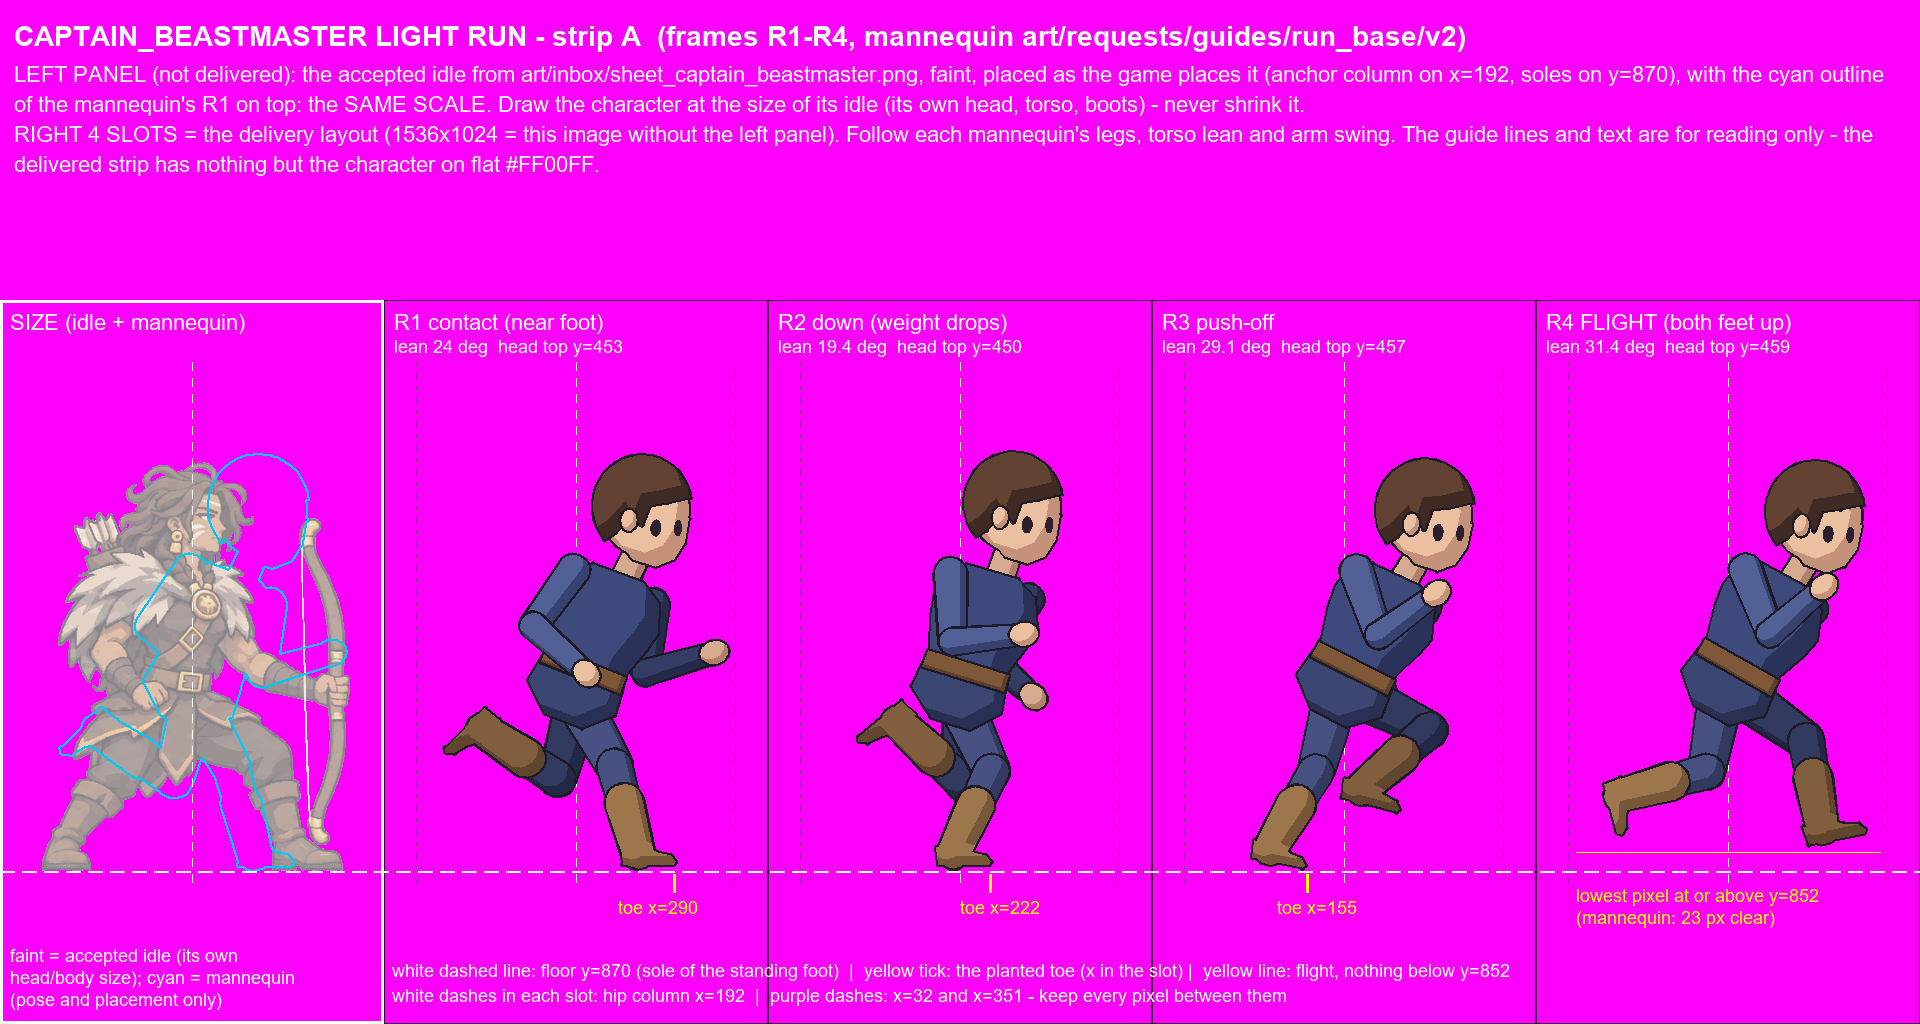 CAPTAIN_BEASTMASTER LIGHT RUN - strip A  (frames R1-R4, mannequin art/requests/guides/run_base/v2)
LEFT PANEL (not delivered): the accepted idle from art/inbox/sheet_captain_beastmaster.png, faint, placed as the game places it (anchor column on x=192, soles on y=870), with the cyan outline
of the mannequin's R1 on top: the SAME SCALE. Draw the character at the size of its idle (its own head, torso, boots) - never shrink it.
RIGHT 4 SLOTS = the delivery layout (1536x1024 = this image without the left panel). Follow each mannequin's legs, torso lean and arm swing. The guide lines and text are for reading only - the
delivered strip has nothing but the character on flat #FF00FF.
SIZE (idle + mannequin)
R1 contact (near foot)
lean 24 deg  head top y=453
R2 down (weight drops)
lean 19.4 deg  head top y=450
R3 push-off
lean 29.1 deg  head top y=457
R4 FLIGHT (both feet up)
lean 31.4 deg  head top y=459
toe x=290
toe x=222
toe x=155
lowest pixel at or above y=852
(mannequin: 23 px clear)
faint = accepted idle (its own
head/body size); cyan = mannequin
(pose and placement only)
white dashed line: floor y=870 (sole of the standing foot)  |  yellow tick: the planted toe (x in the slot) |  yellow line: flight, nothing below y=852
white dashes in each slot: hip column x=192  |  purple dashes: x=32 and x=351 - keep every pixel between them